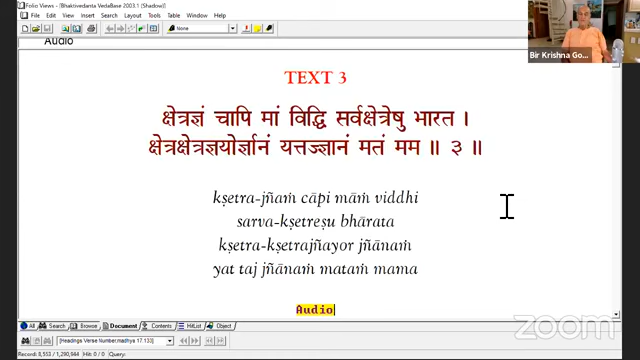 Folio Views - [Bhaktivedanta VedaBase 2003.1 (Shadow)]
File Edit View Insert Search Layout Tools Window Help
<None>
Audio
Bir Krishna Go...
TEXT 3
क्षेत्रज्ञं चापि मां विद्धि सर्वक्षेत्रेषु भारत ।
क्षेत्रक्षेत्रज्ञयोर्ज्ञानं यत्तज्ज्ञानं मतं मम ॥ ३ ॥
kṣetra-jñaṁ cāpi māṁ viddhi
sarva-kṣetreṣu bhārata
kṣetra-kṣetrajñayor jñānaṁ
yat taj jñānaṁ mataṁ mama
Audio
All Search Browse Document Contents HitList Object
[Headings Verse Number:madhya 17.133]
Record: 8,553 / 1,290,944 Hit: 0 / 0 Query:
zoom